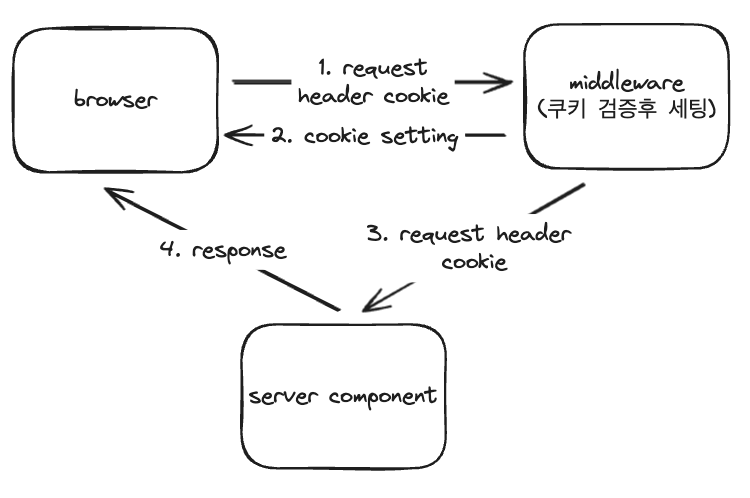 browser
1. request
header cookie
middleware
(쿠키 검증후 세팅)
2. cookie setting
3. request header
cookie
4. response
server component